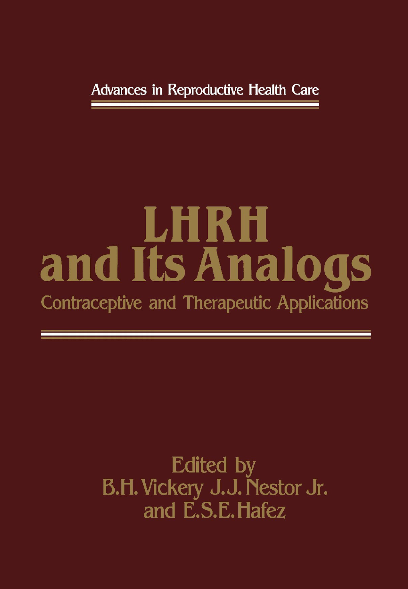 Advances in Reproductive Health Care
LHRH
and Its Analogs
Contraceptive and Therapeutic Applications
Edited by
B.H. Vickery J.J. Nestor Jr.
and E.S.E. Hafez